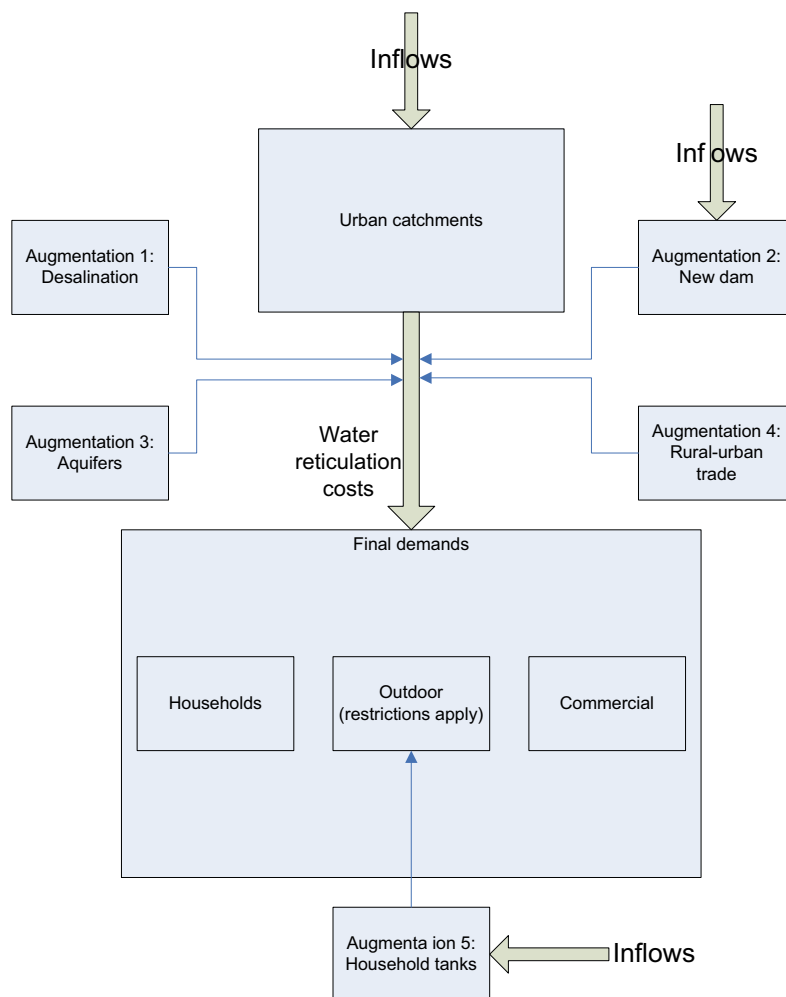 Inflows
Inf ows
Urban catchments
Augmentation 1:
Desalination
Augmentation 2:
New dam
Augmentation 3:
Aquifers
Augmentation 4:
Rural-urban
trade
Water
reticulation
costs
Final demands
Households
Outdoor
(restrictions apply)
Commercial
Augmenta ion 5:
Household tanks
Inflows